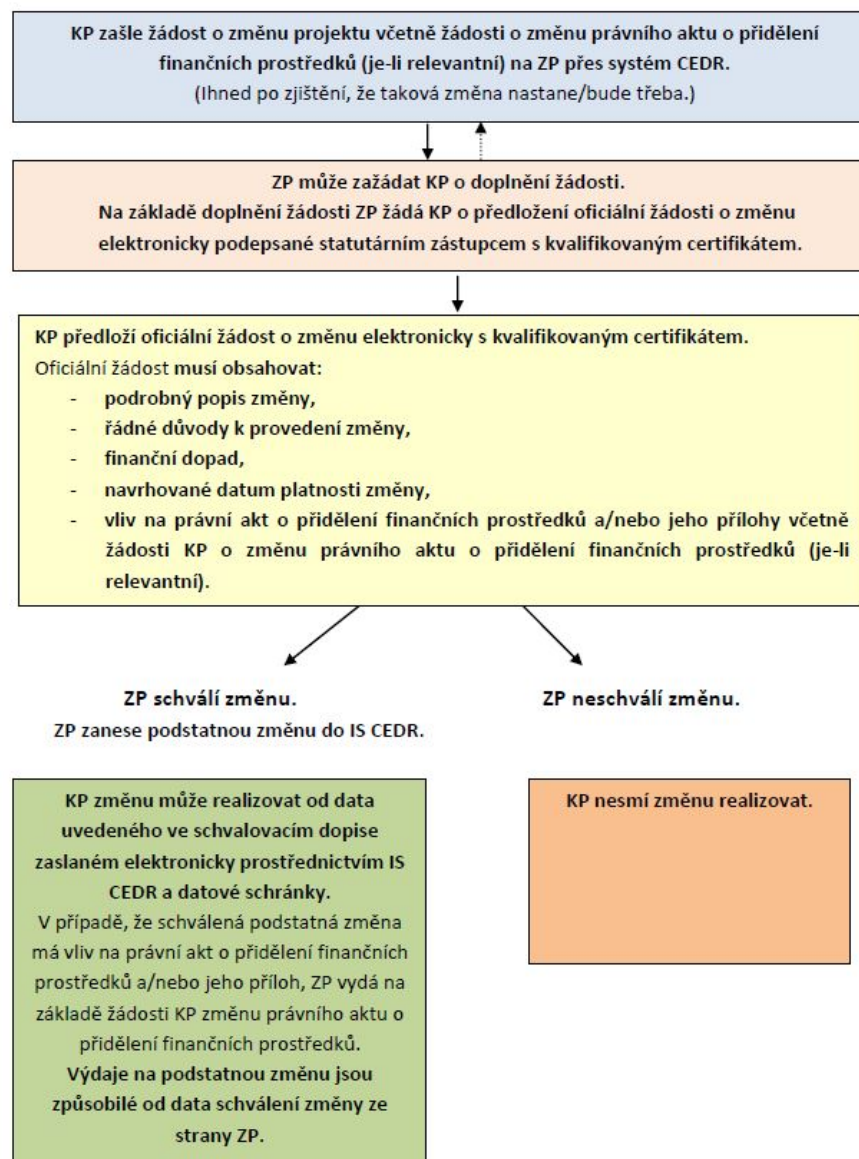 KP zašle žádost o změnu projektu včetně žádosti o změnu právního aktu o přidělení
finančních prostředků (je-li relevantní) na ZP přes systém CEDR.
(Ihned po zjištění, že taková změna nastane/bude třeba.)
ZP může zažádat KP o doplnění žádosti.
Na základě doplnění žádosti ZP žádá KP o předložení oficiální žádosti o změnu
elektronicky podepsané statutárním zástupcem s kvalifikovaným certifikátem.
KP předloží oficiální žádost o změnu elektronicky s kvalifikovaným certifikátem.
Oficiální žádost musí obsahovat:
- podrobný popis změny,
- řádné důvody k provedení změny,
- finanční dopad,
- navrhované datum platnosti změny,
- vliv na právní akt o přidělení finančních prostředků a/nebo jeho přílohy včetně
žádosti KP o změnu právního aktu o přidělení finančních prostředků (je-li
relevantní).
ZP schválí změnu.
ZP zanese podstatnou změnu do IS CEDR.
ZP neschválí změnu.
KP změnu může realizovat od data
uvedeného ve schvalovacím dopise
zaslaném elektronicky prostřednictvím IS
CEDR a datové schránky.
V případě, že schválená podstatná změna
má vliv na právní akt o přidělení finančních
prostředků a/nebo jeho příloh, ZP vydá na
základě žádosti KP změnu právního aktu o
přidělení finančních prostředků.
Výdaje na podstatnou změnu jsou
způsobilé od data schválení změny ze
strany ZP.
KP nesmí změnu realizovat.